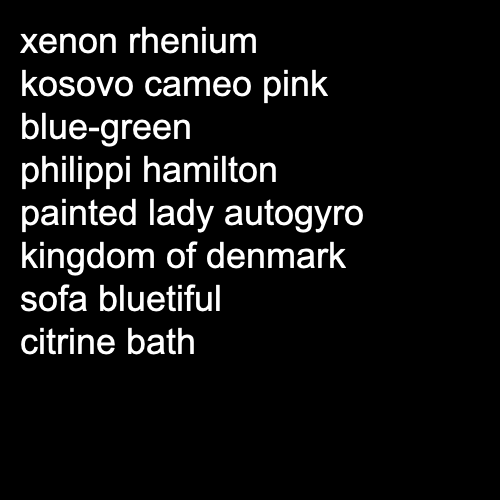 xenon rhenium
kosovo cameo pink
blue-green
philippi hamilton
painted lady autogyro
kingdom of denmark
sofa bluetiful
citrine bath